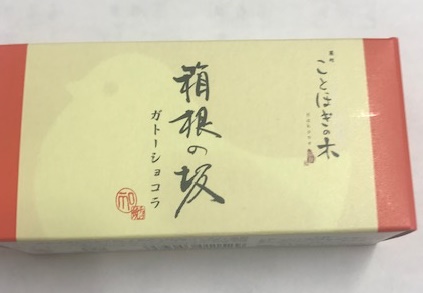 ことほぎの木
箱根の坂
ガトーショコラ